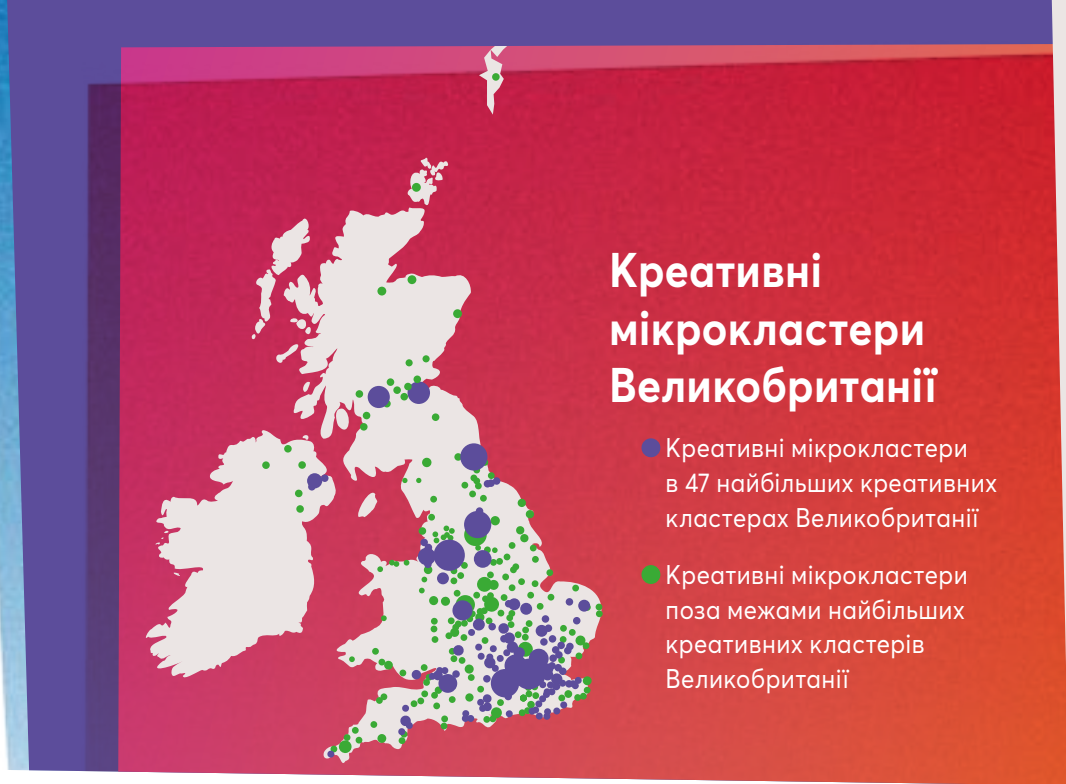 Креативні
мікрокластери
Великобританії
Креативні мікрокластери
в 47 найбільших креативних
кластерах Великобританії
Креативні мікрокластери
поза межами найбільших
креативних кластерів
Великобританії